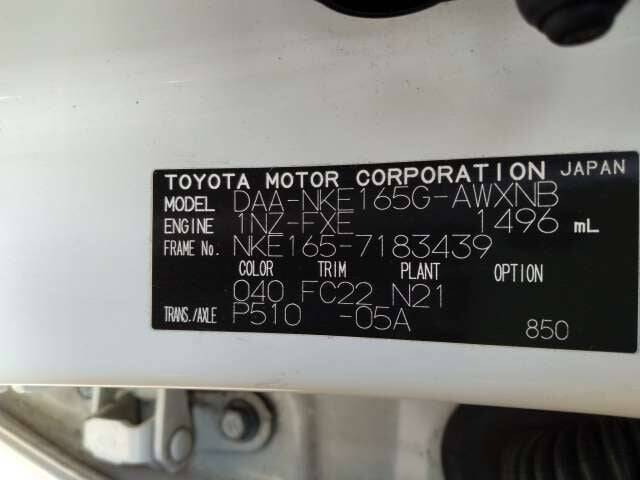 TOYOTA MOTOR CORPORATION JAPAN
MODEL DAA-NKE165G-AWXNB
ENGINE 1NZ-FXE 1496 mL
FRAME No. NKE165-7183439
COLOR TRIM PLANT OPTION
040 FC22 N21
TRANS./AXLE P510 -05A 850